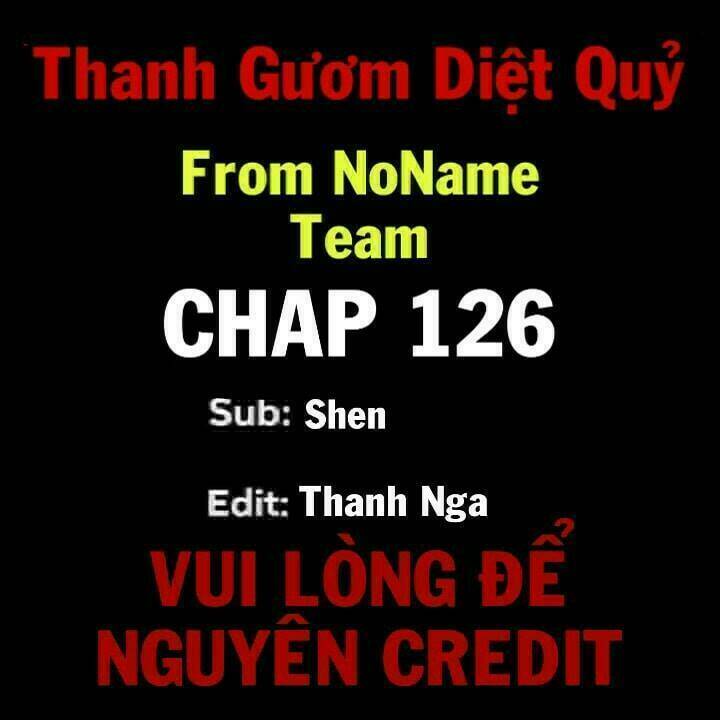 Thanh Gươm Diệt Quỷ
From NoName
Team
CHAP 126
Sub: Shen
Edit: Thanh Nga
VUI LÒNG ĐỂ
NGUYÊN CREDIT